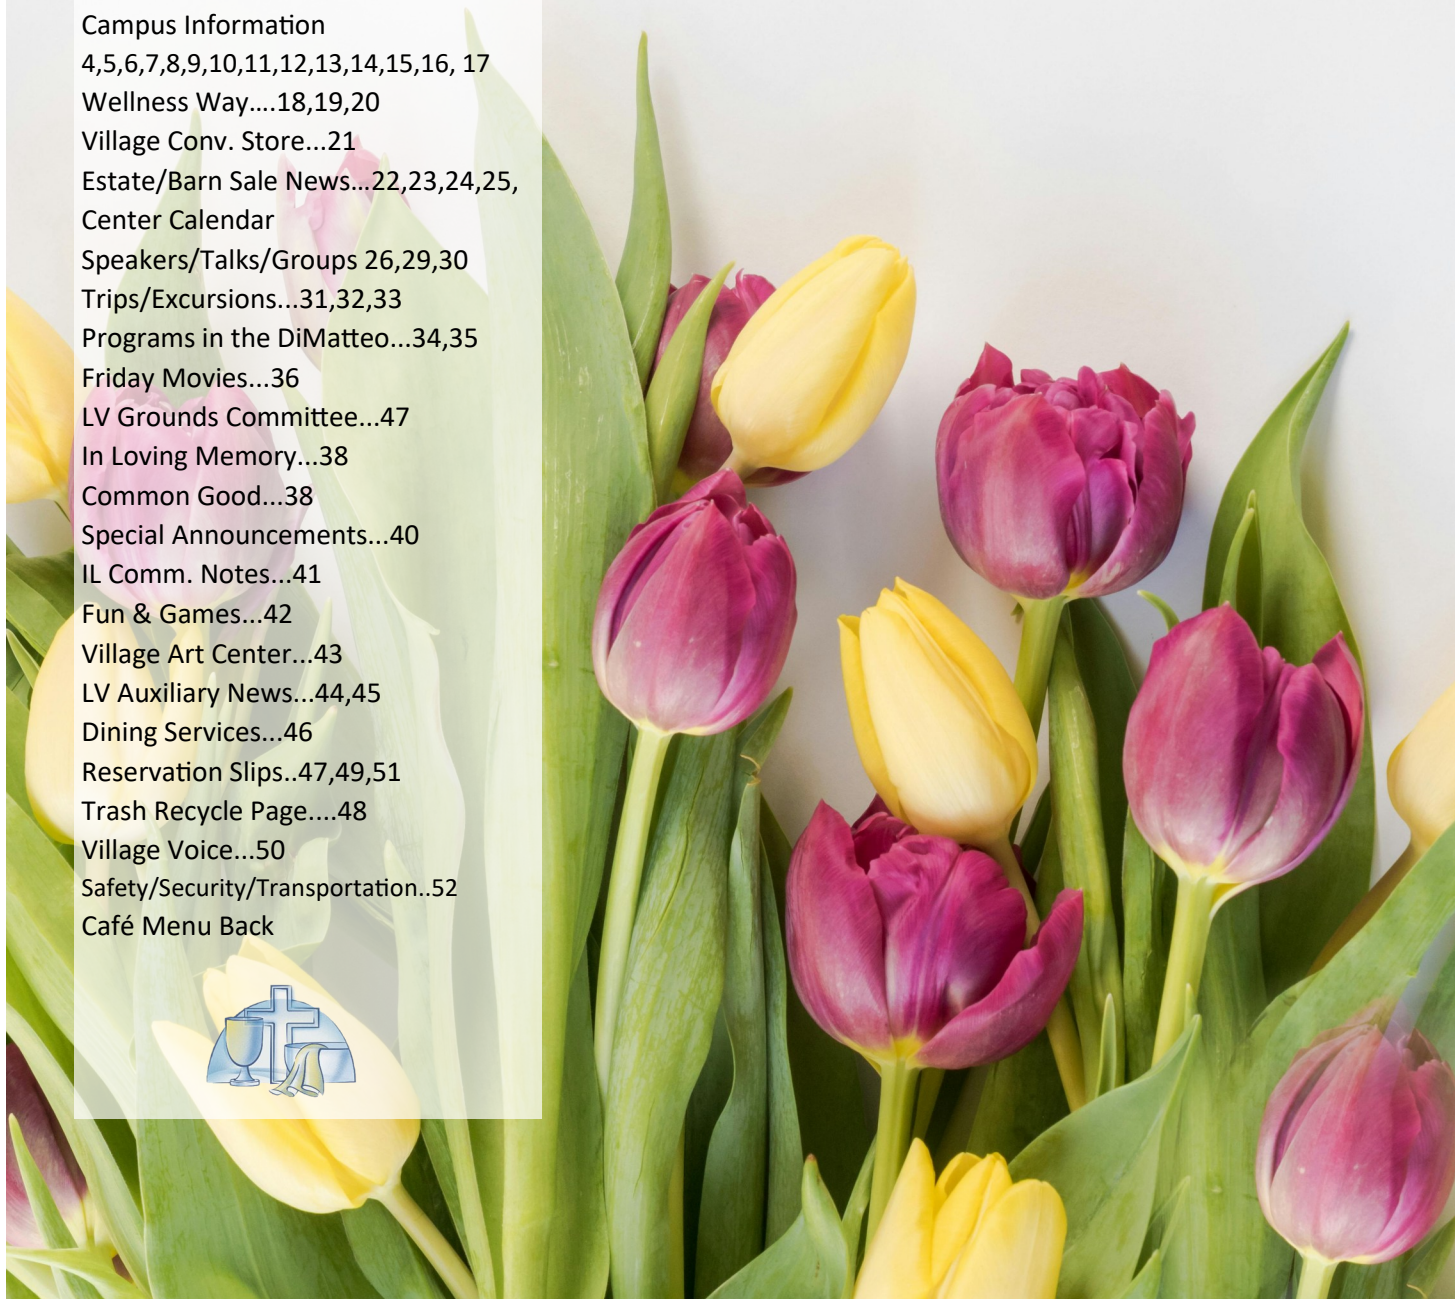 Campus Information
4,5,6,7,8,9,10,11,12,13,14,15,16, 17
Wellness Way….18,19,20
Village Conv. Store...21
Estate/Barn Sale News…22,23,24,25,
Center Calendar
Speakers/Talks/Groups 26,29,30
Trips/Excursions...31,32,33
Programs in the DiMatteo...34,35
Friday Movies...36
LV Grounds Committee...47
In Loving Memory...38
Common Good...38
Special Announcements...40
IL Comm. Notes...41
Fun & Games...42
Village Art Center...43
LV Auxiliary News...44,45
Dining Services...46
Reservation Slips..47,49,51
Trash Recycle Page....48
Village Voice...50
Safety/Security/Transportation..52
Café Menu Back